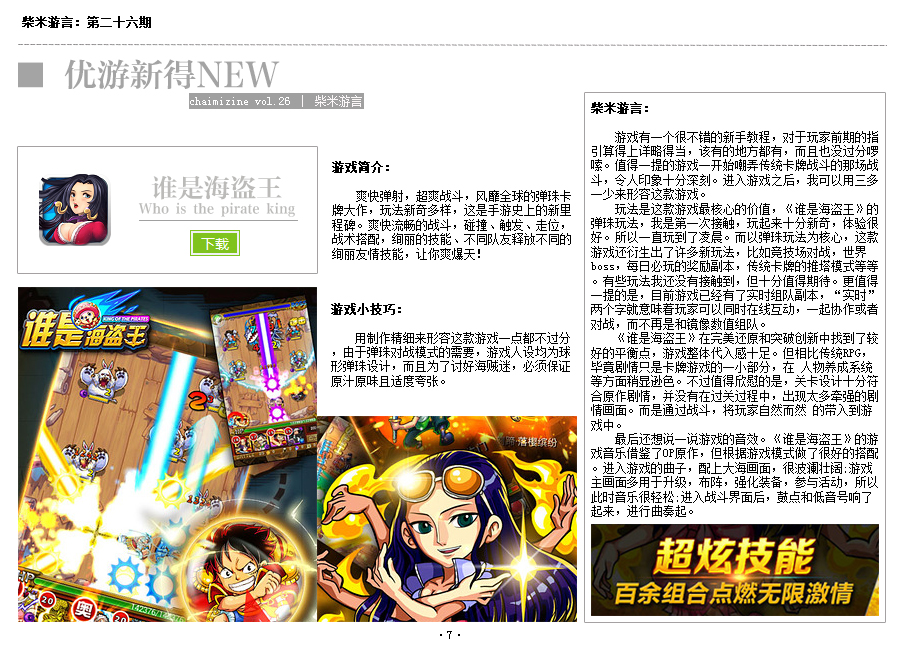 柴米游言：第二十六期
优游新得NEW
chaimizine vol.26 | 柴米游言
谁是海盗王
Who is the pirate king
下载
游戏简介：
爽快弹射，超爽战斗，风靡全球的弹珠卡
牌大作，玩法新奇多样，这是手游史上的新里
程碑。爽快流畅的战斗，碰撞、触发、走位，
战术搭配，绚丽的技能、不同队友释放不同的
绚丽友情技能，让你爽爆天！
游戏小技巧：
用制作精细来形容这款游戏一点都不过分
，由于弹珠对战模式的需要，游戏人设均为球
形弹珠设计，而且为了讨好海贼迷，必须保证
原汁原味且适度夸张。
谁是海盗王
KING OF THE PIRATES
2
20
奥
142376/142
20
雁·落樱缤纷
柴米游言：
游戏有一个很不错的新手教程，对于玩家前期的指
引算得上详略得当，该有的地方都有，而且也没过分啰
嗦。值得一提的游戏一开始嘲弄传统卡牌战斗的那场战
斗，令人印象十分深刻。进入游戏之后，我可以用三多
一少来形容这款游戏。
玩法是这款游戏最核心的价值，《谁是海盗王》的
弹珠玩法，我是第一次接触，玩起来十分新奇，体验很
好。所以一直玩到了凌晨。而以弹珠玩法为核心，这款
游戏还衍生出了许多新玩法，比如竞技场对战，世界
boss，每日必玩的奖励副本，传统卡牌的推塔模式等等
。有些玩法我还没有接触到，但十分值得期待。更值得
一提的是，目前游戏已经有了实时组队副本，“实时”
两个字就意味着玩家可以同时在线互动，一起协作或者
对战，而不再是和镜像数值组队。
《谁是海盗王》在完美还原和突破创新中找到了较
好的平衡点，游戏整体代入感十足。但相比传统RPG，
毕竟剧情只是卡牌游戏的一小部分，在 人物养成系统
等方面稍显逊色。不过值得欣慰的是，关卡设计十分符
合原作剧情，并没有在过关过程中，出现太多牵强的剧
情画面。而是通过战斗，将玩家自然而然 的带入到游
戏中。
最后还想说一说游戏的音效。《谁是海盗王》的游
戏音乐借鉴了OP原作，但根据游戏模式做了很好的搭配
。进入游戏的曲子，配上大海画面，很波澜壮阔;游戏
主画面多用于升级，布阵，强化装备，参与活动，所以
此时音乐很轻松;进入战斗界面后，鼓点和低音号响了
起来，进行曲奏起。
超炫技能
百余组合点燃无限激情
·7·